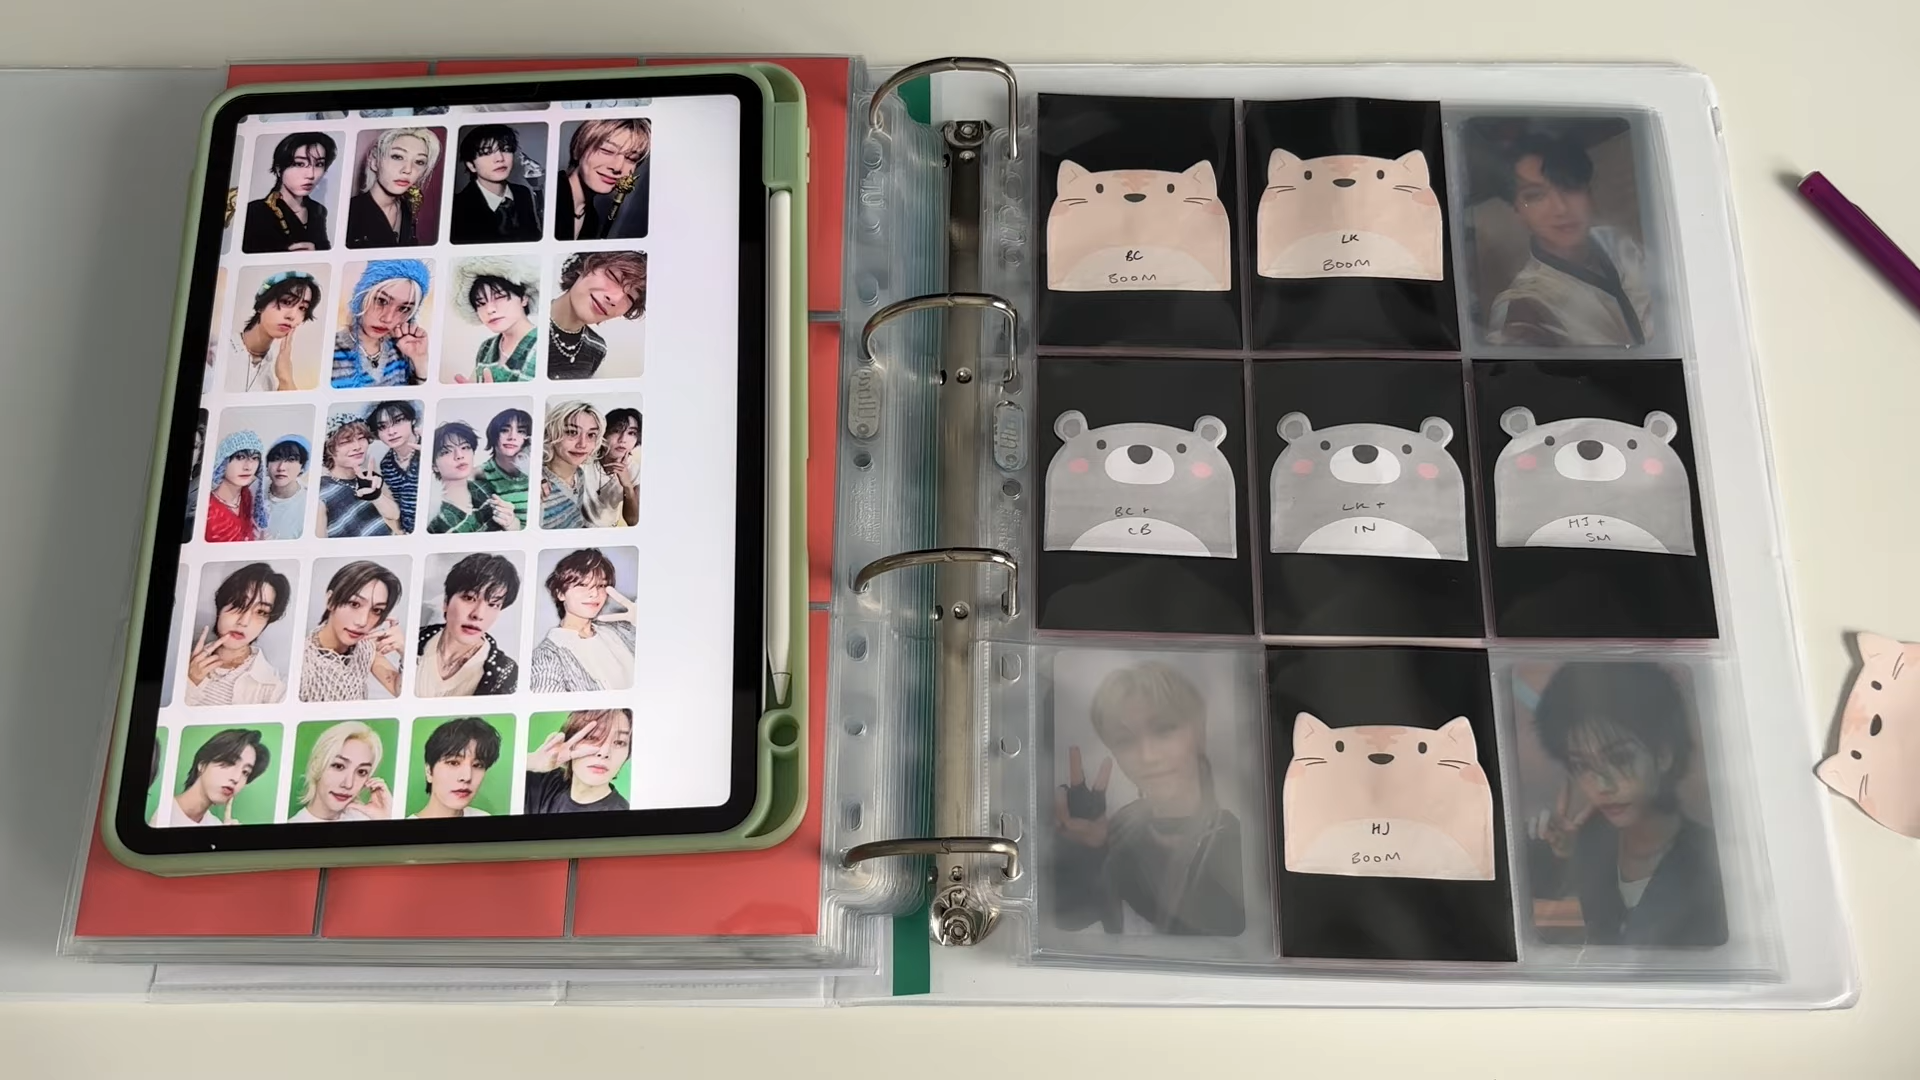 BC
BOOM
LK
BOOM
BC +
CB
LK +
IN
HJ +
SM
HJ
BOOM